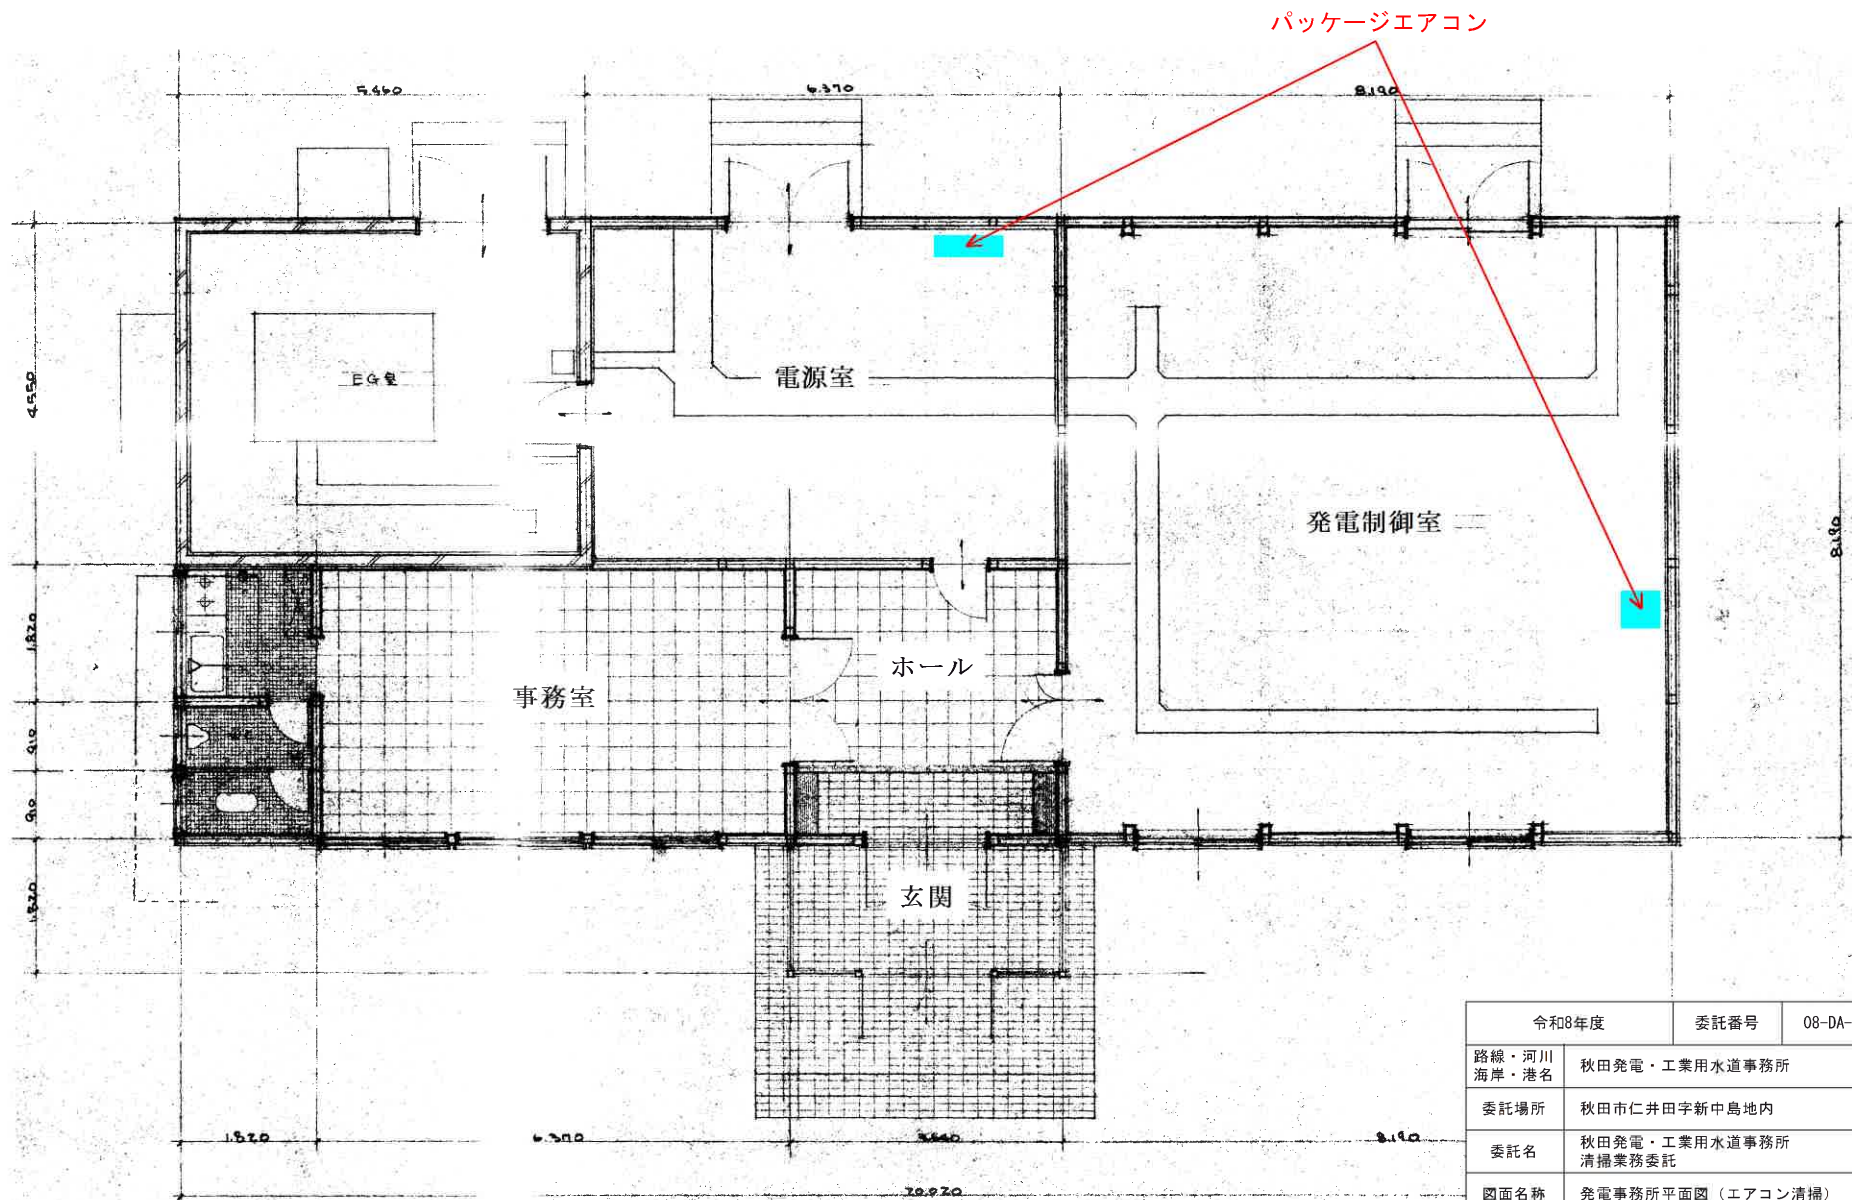 パッケージエアコン
5.460
6.370
8.190
4.550
EG室
電源室
発電制御室
8.190
1.820
事務室
ホール
910
910
1.820
玄関
1.820
6.370
3.640
8.190
20.020
令和8年度 委託番号 08-DA-
路線・河川
海岸・港名
秋田発電・工業用水道事務所
委託場所 秋田市仁井田字新中島地内
委託名
秋田発電・工業用水道事務所
清掃業務委託
図面名称 発電事務所平面図（エアコン清掃）